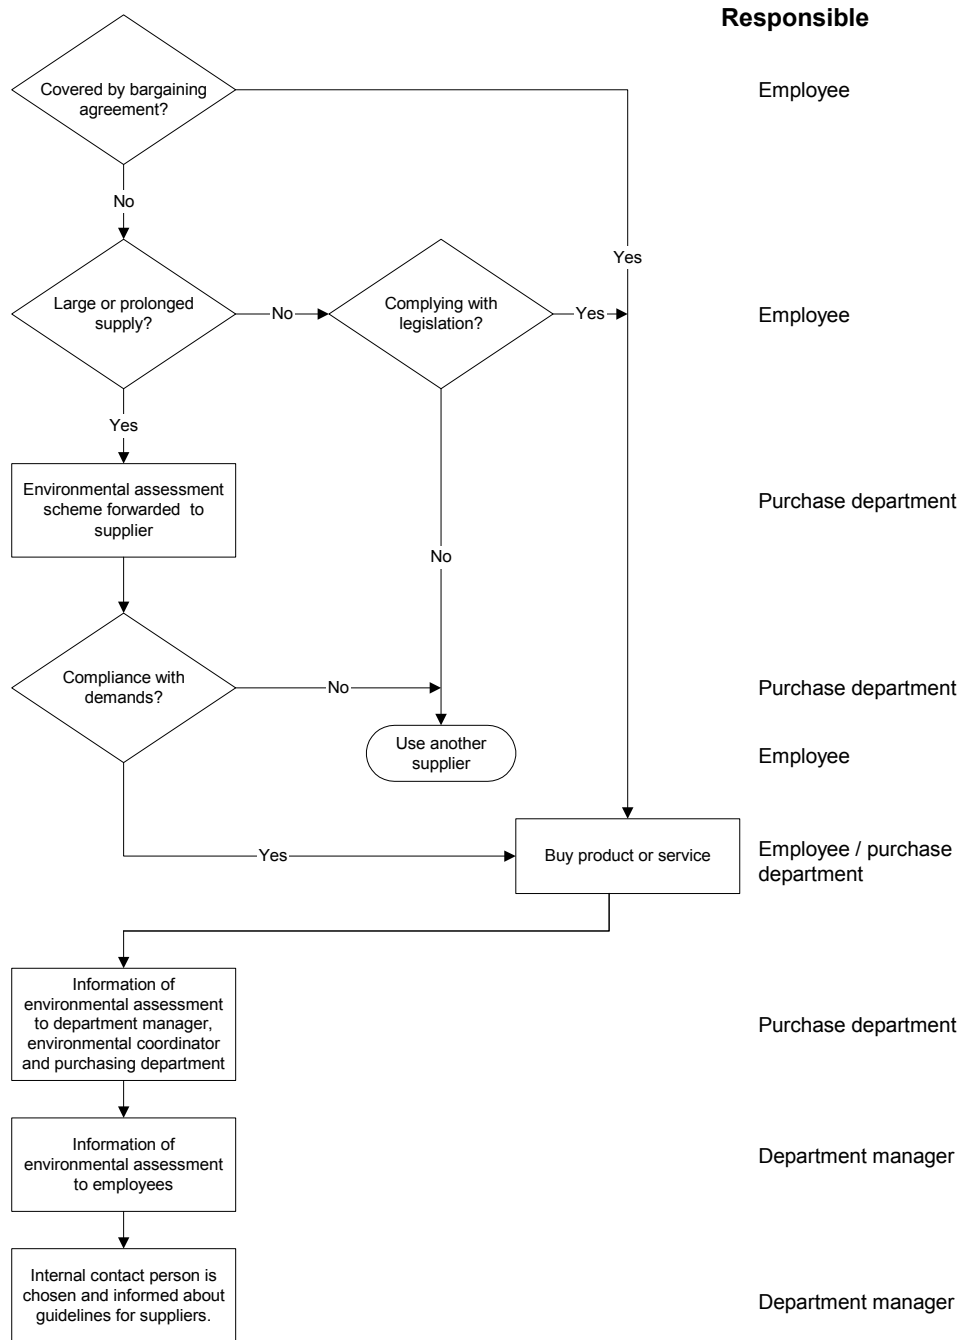 Responsible
Covered by bargaining
agreement?
Employee
No
Yes
Large or prolonged
supply?
No
Complying with
legislation?
Yes
Employee
Yes
Environmental assessment
scheme forwarded to
supplier
Purchase department
No
Compliance with
demands?
No
Purchase department
Use another
supplier
Employee
Yes
Buy product or service
Employee / purchase
department
Information of
environmental assessment
to department manager,
environmental coordinator
and purchasing department
Purchase department
Information of
environmental assessment
to employees
Department manager
Internal contact person is
chosen and informed about
guidelines for suppliers.
Department manager